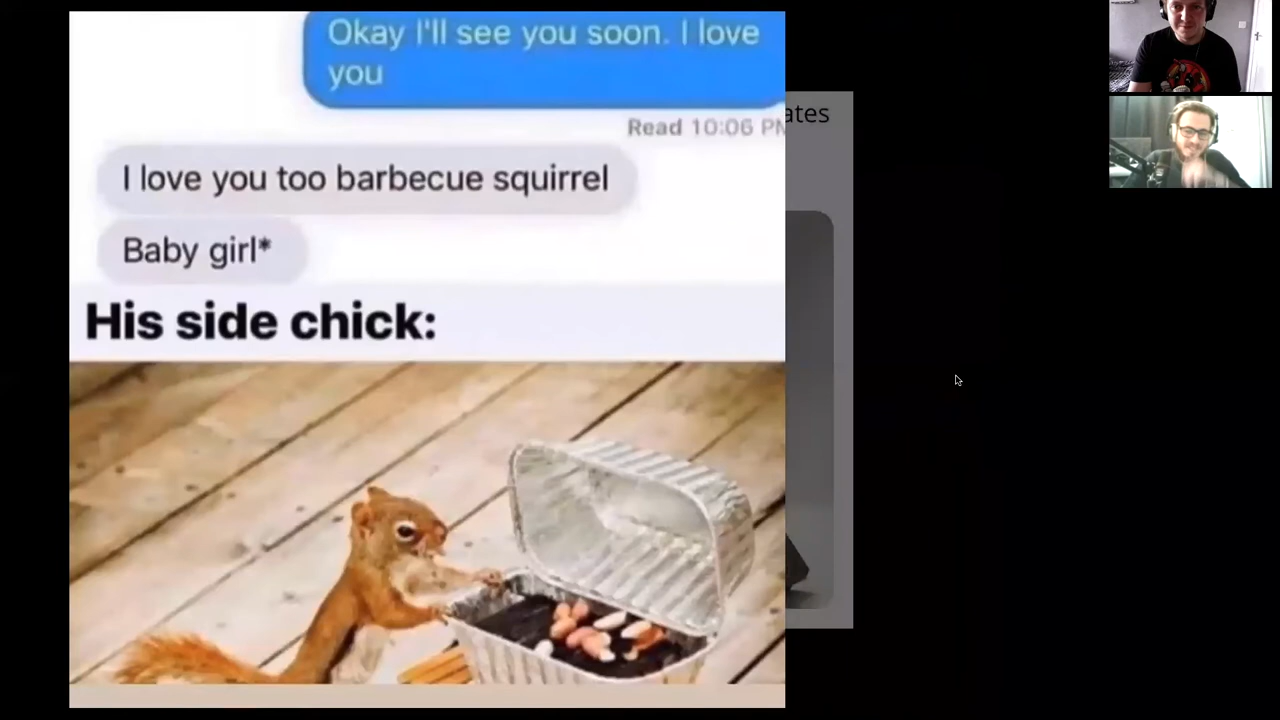 Okay I'll see you soon. I love
you
Read 10:06 PM
I love you too barbecue squirrel
Baby girl*
His side chick:
ates